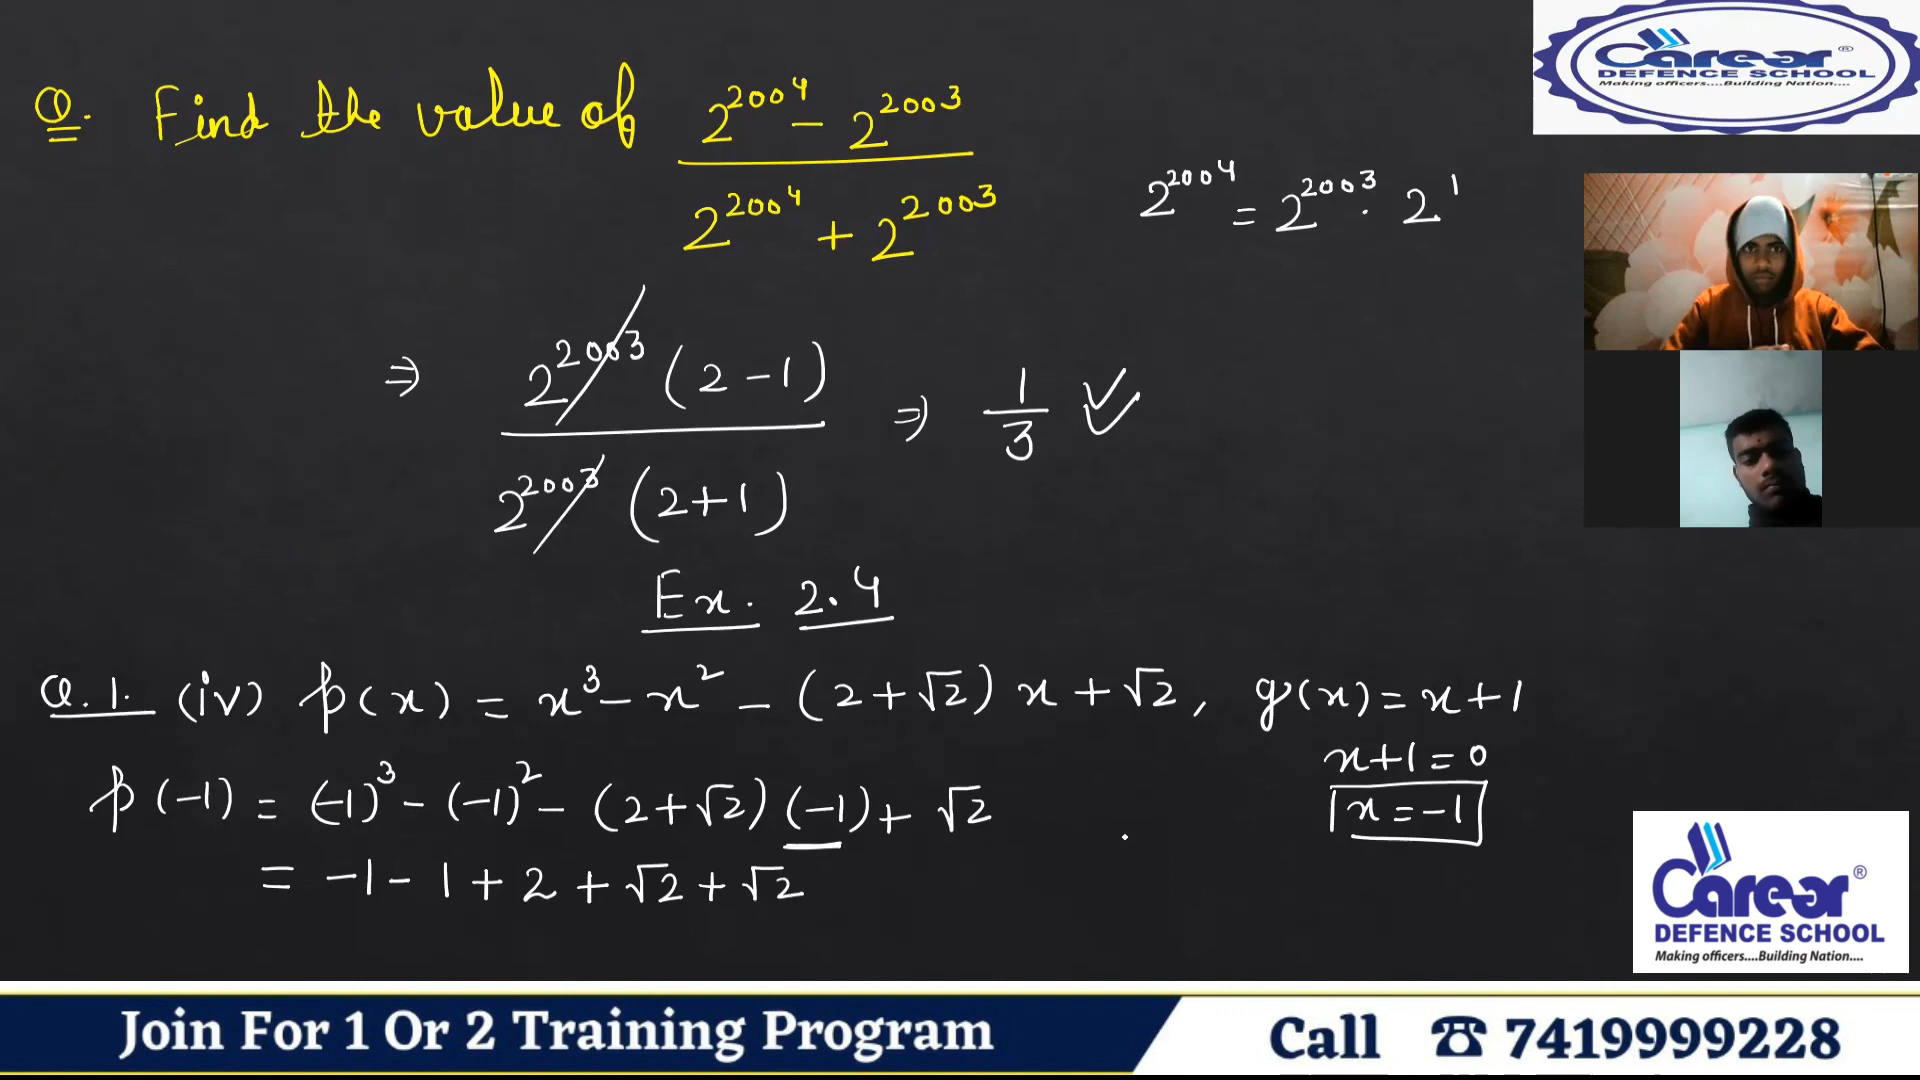 Carear®
DEFENCE SCHOOL
Making officers....Building Nation....
Q. Find the value of (2^2004 - 2^2003) / (2^2004 + 2^2003)
2^2004 = 2^2003 · 2^1
⇒ 2^2003 (2 - 1) / 2^2003 (2 + 1) ⇒ 1/3 ✓✓
Ex. 2.4
Q. 1. (iv) p(x) = x³ - x² - (2 + √2) x + √2, g(x) = x + 1
x + 1 = 0
x = -1
p(-1) = (-1)³ - (-1)² - (2 + √2) (-1) + √2
= -1 - 1 + 2 + √2 + √2
Carear®
DEFENCE SCHOOL
Making officers....Building Nation....
Join For 1 Or 2 Training Program
Call ☎ 7419999228